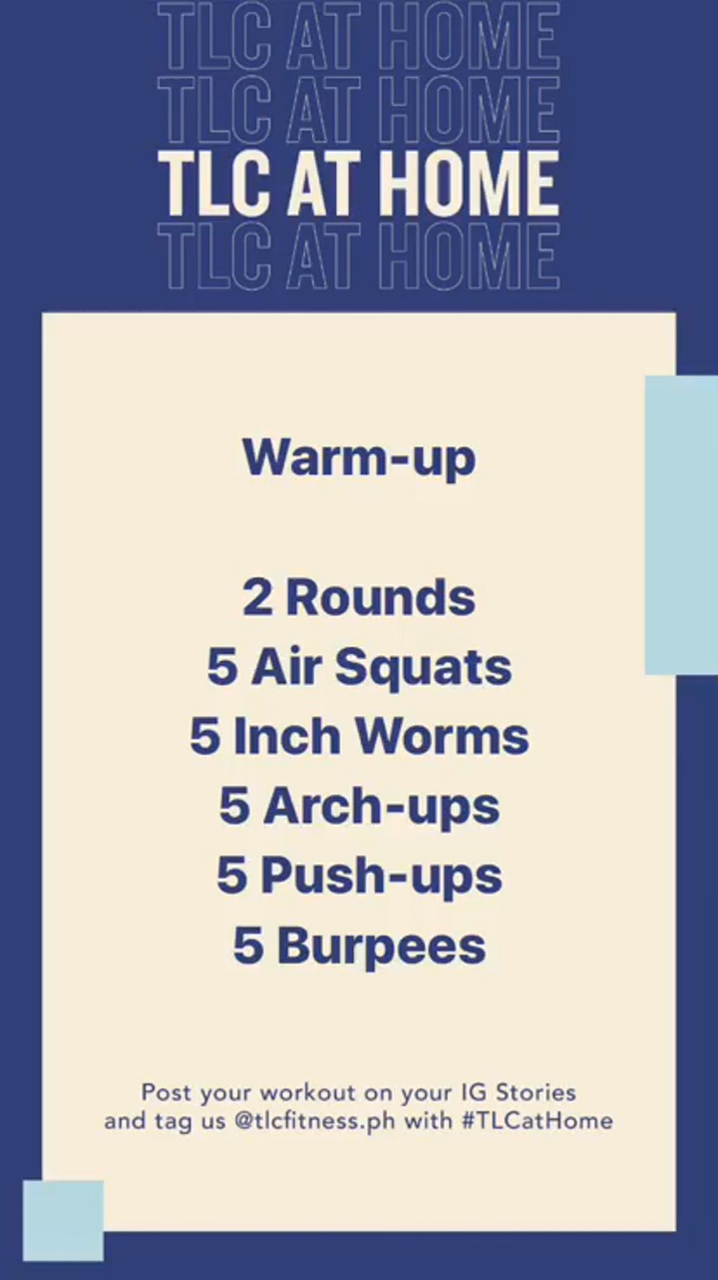 TLC AT HOME
TLC AT HOME
TLC AT HOME
TLC AT HOME
Warm-up
2 Rounds
5 Air Squats
5 Inch Worms
5 Arch-ups
5 Push-ups
5 Burpees
Post your workout on your IG Stories
and tag us @tlcfitness.ph with #TLCatHome